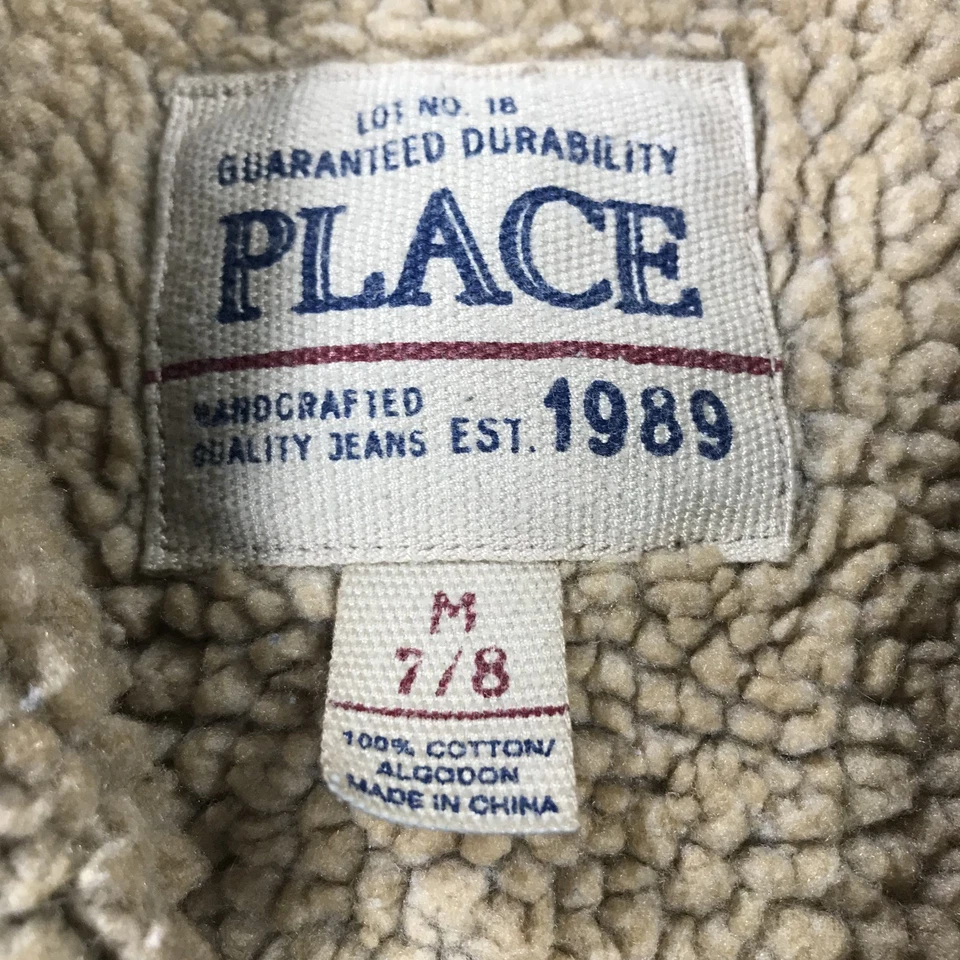 LOT NO. 18
GUARANTEED DURABILITY
PLACE
HANDCRAFTED
QUALITY JEANS EST. 1989
M
7/8
100% COTTON/
ALGODON
MADE IN CHINA